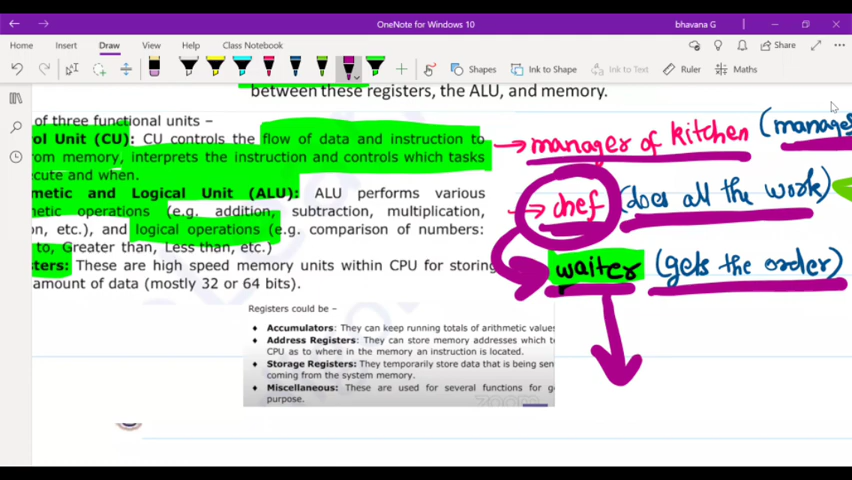 OneNote for Windows 10
bhavana G
Home Insert Draw View Help Class Notebook
Share
Shapes Ink to Shape Ink to Text Ruler Maths
between these registers, the ALU, and memory.
of three functional units –
ol Unit (CU): CU controls the flow of data and instruction to
rom memory, interprets the instruction and controls which tasks
ecute and when.
metic and Logical Unit (ALU): ALU performs various
netic operations (e.g. addition, subtraction, multiplication,
on, etc.), and logical operations (e.g. comparison of numbers:
to, Greater than, Less than, etc.)
sters: These are high speed memory units within CPU for storing
amount of data (mostly 32 or 64 bits).
→ manager of kitchen (manages
→ chef (does all the work)
waiter (gets the order)
Registers could be –
♦ Accumulators: They can keep running totals of arithmetic values
♦ Address Registers: They can store memory addresses which t
CPU as to where in the memory an instruction is located.
♦ Storage Registers: They temporarily store data that is being sen
coming from the system memory.
♦ Miscellaneous: These are used for several functions for g
purpose.
zoom